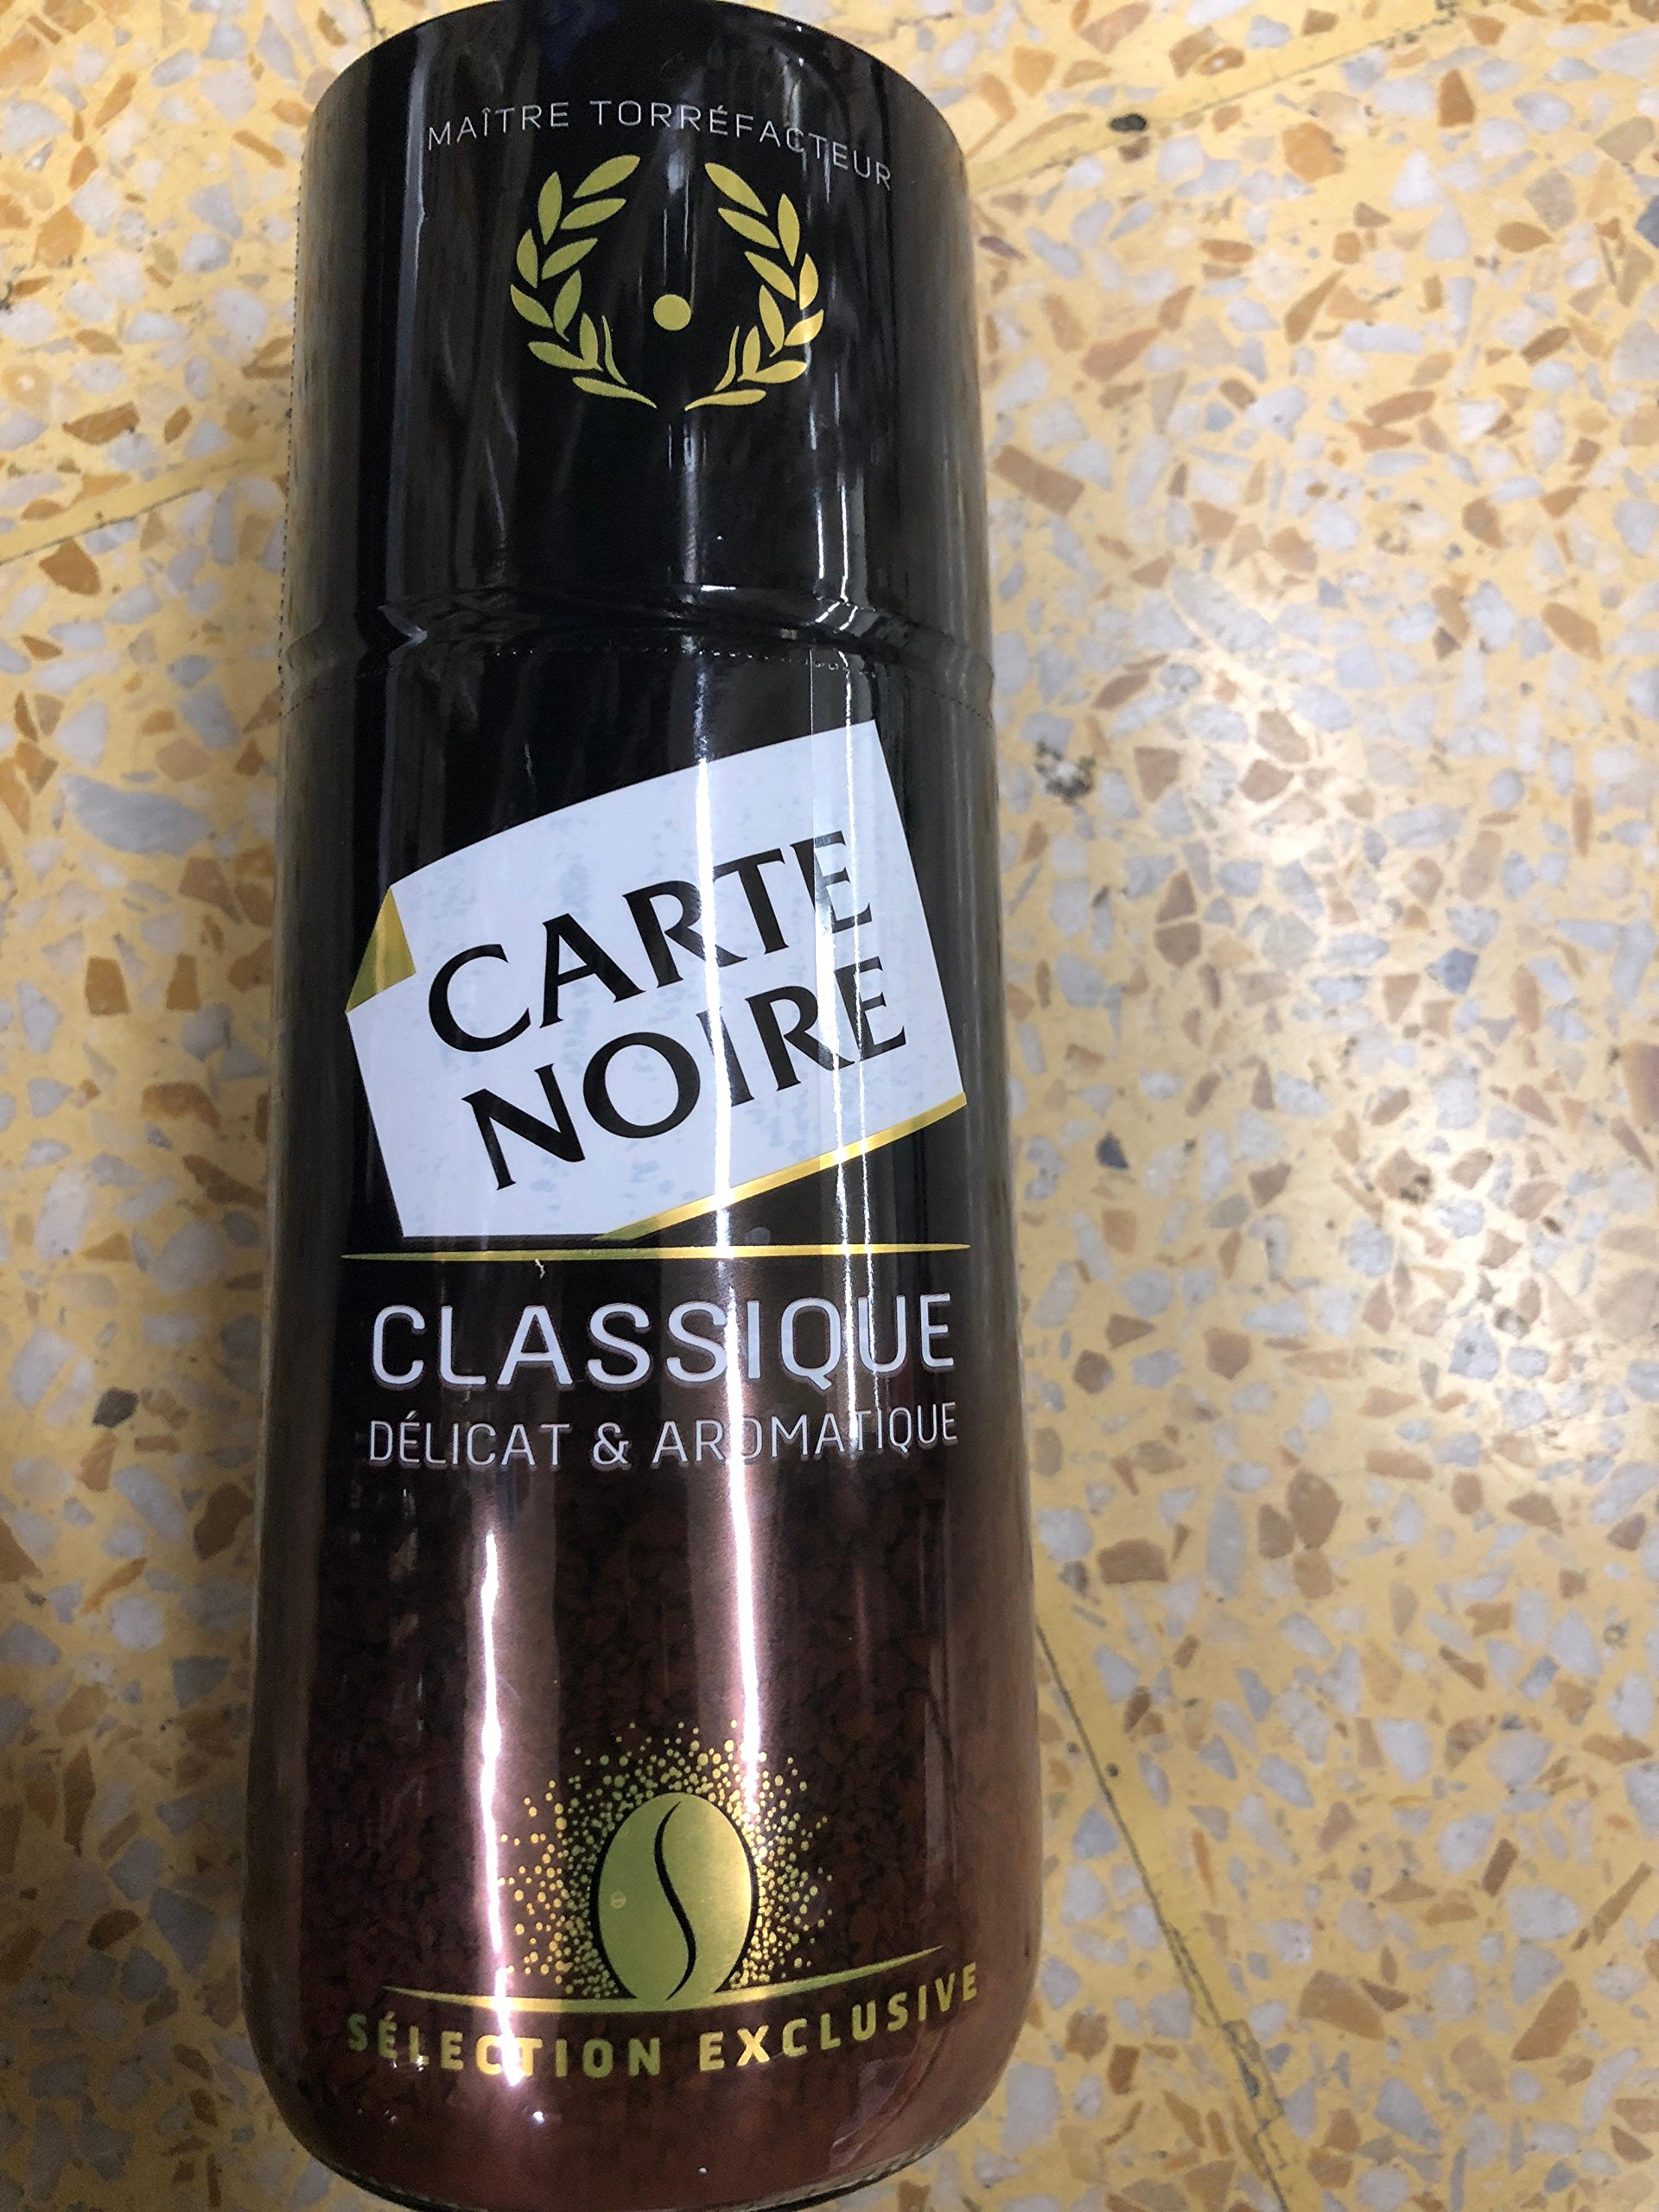 MAÎTRE TORRÉFACTEUR
CARTE
NOIRE
CLASSIQUE
DÉLICAT & AROMATIQUE
SÉLECTION EXCLUSIVE